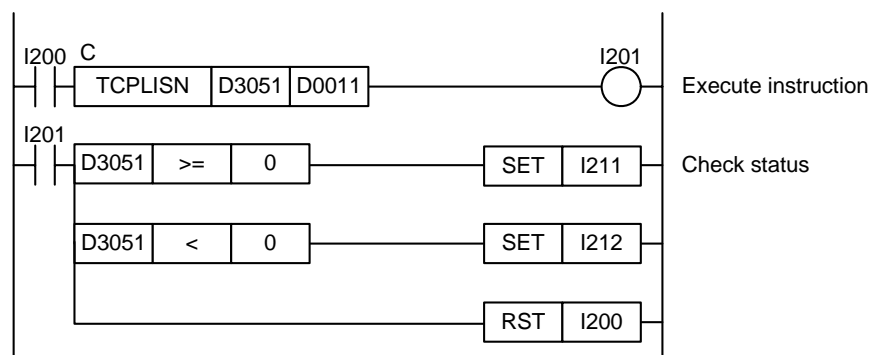 I200 C I201
TCPLISN D3051 D0011 Execute instruction
I201
D3051 >= 0 SET I211 Check status
D3051 < 0 SET I212
RST I200